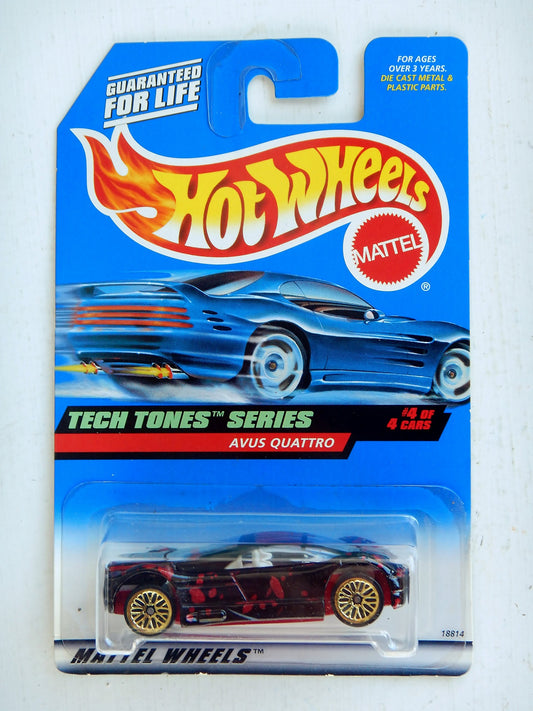 GUARANTEED
FOR LIFE
FOR AGES
OVER 3 YEARS.
DIE CAST METAL &
PLASTIC PARTS.
HOT WHEELS
MATTEL
®
TECH TONES™ SERIES
#4 OF
4 CARS
AVUS QUATTRO
18814
MATTEL WHEELS™